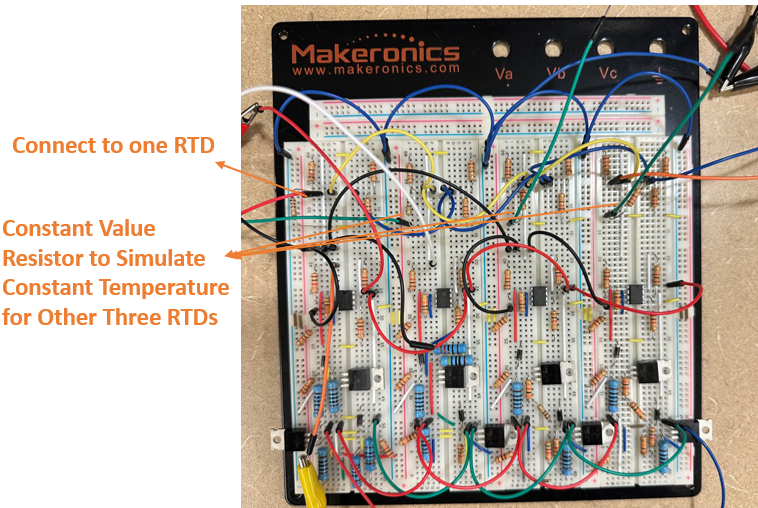 Makeronics
www.makeronics.com
Va Vb Vc
Connect to one RTD
Constant Value
Resistor to Simulate
Constant Temperature
for Other Three RTDs